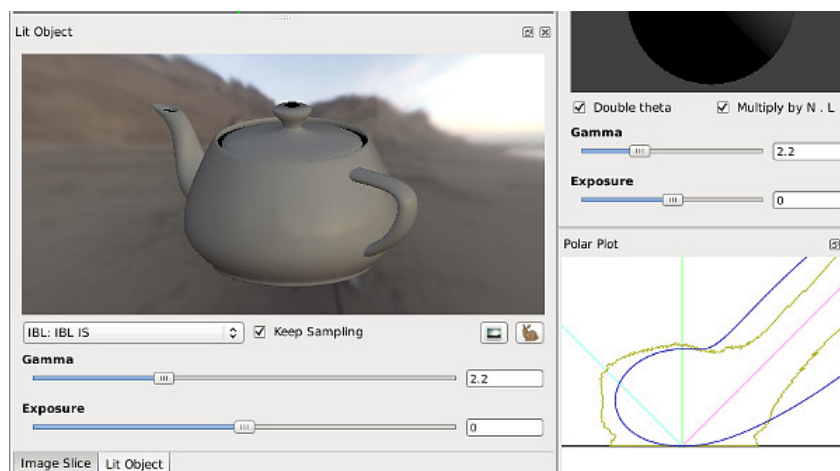 Lit Object
IBL: IBL IS
Keep Sampling
Gamma
2.2
Exposure
0
Image Slice
Lit Object
Double theta
Multiply by N . L
Gamma
2.2
Exposure
0
Polar Plot